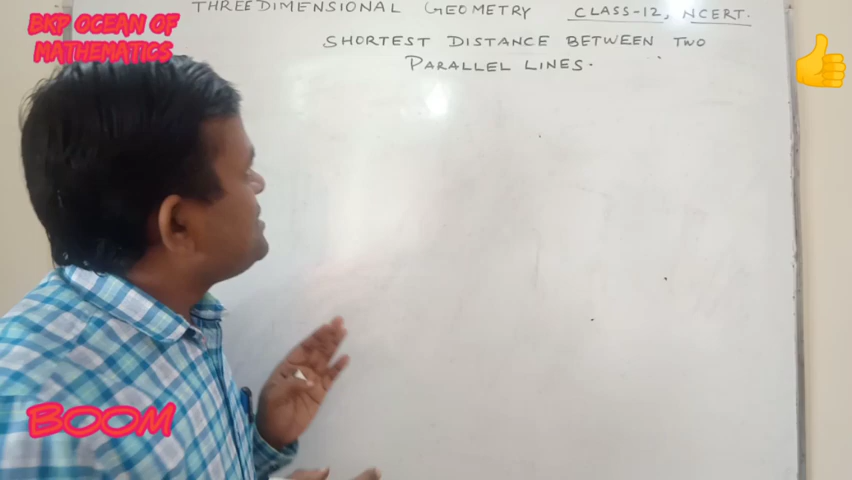 THREE DIMENSIONAL GEOMETRY CLASS-12, NCERT.
BKP OCEAN OF
MATHEMATICS
SHORTEST DISTANCE BETWEEN TWO
PARALLEL LINES.
BOOM